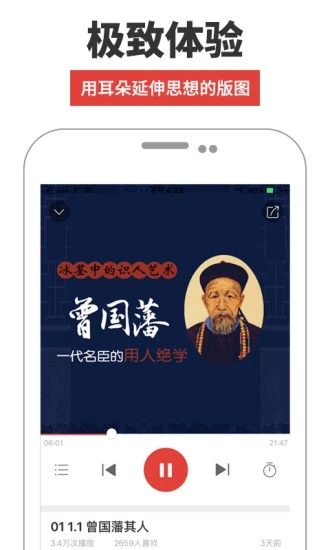 极致体验
用耳朵延伸思想的版图
冰鉴中的识人艺术
曾国藩
一代名臣的用人绝学
06:01 21:47
01 1.1 曾国藩其人
3.4万次播放 2659人喜欢 3天前